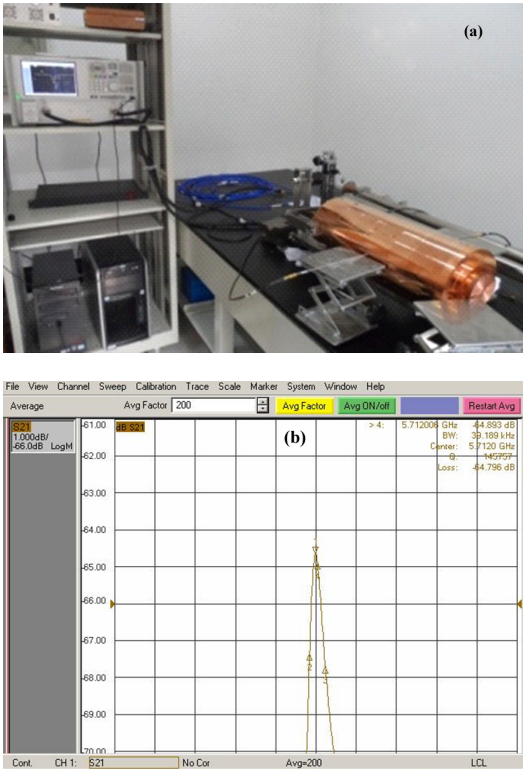 (a)
File View Channel Sweep Calibration Trace Scale Marker System Window Help
Average
Avg Factor 200
Avg Factor
Avg ON/off
Restart Avg
S21
1.000dB/
-66.0dB LogM
dB S21
(b)
> 4: 5.712006 GHz -64.893 dB
BW: 39.189 kHz
Center: 5.7120 GHz
Q: 145757
Loss: -64.796 dB
-61.00
-62.00
-63.00
-64.00
-65.00
-66.00
-67.00
-68.00
-69.00
-70.00
2
3
Cont. CH 1: S21 No Cor Avg=200 LCL